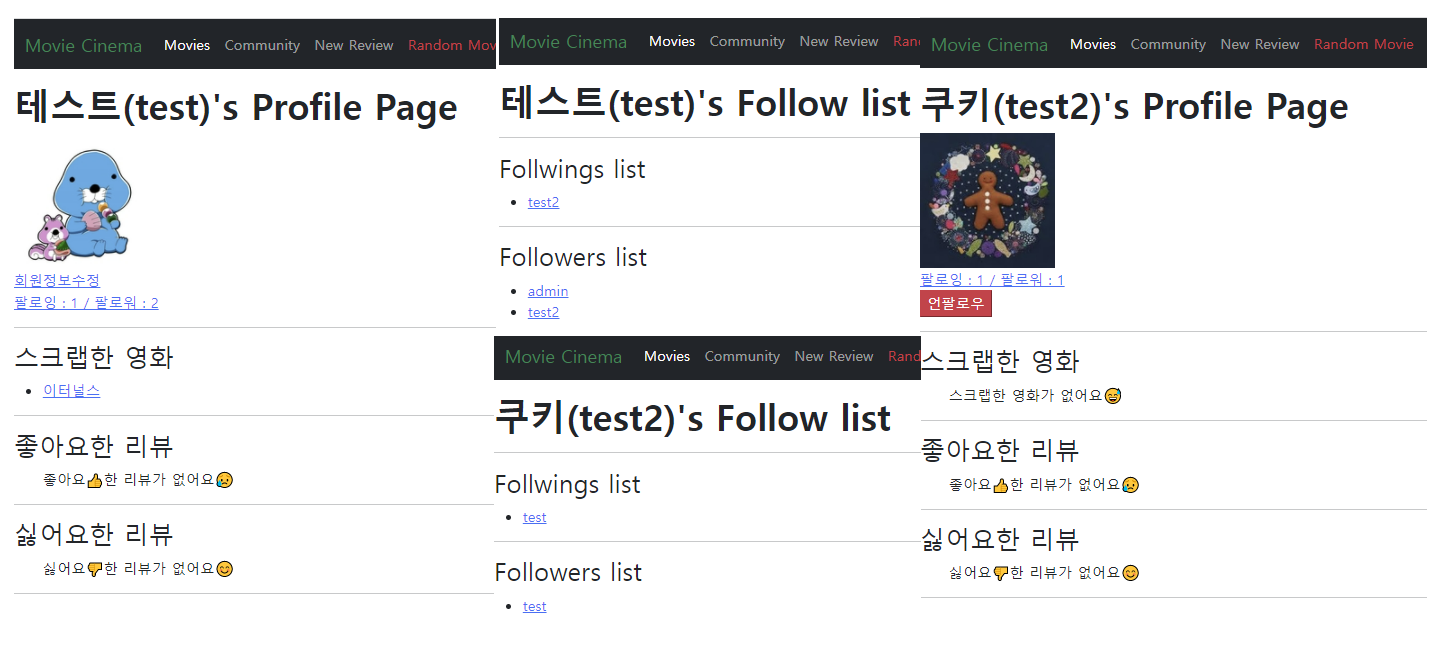 Movie Cinema Movies Community New Review Random Mov
테스트(test)'s Profile Page
회원정보수정
팔로잉 : 1 / 팔로워 : 2
스크랩한 영화
이터널스
좋아요한 리뷰
좋아요👍한 리뷰가 없어요😥
싫어요한 리뷰
싫어요👎한 리뷰가 없어요😊
Movie Cinema Movies Community New Review Ran
테스트(test)'s Follow list
Follwings list
test2
Followers list
admin
test2
Movie Cinema Movies Community New Review Rand
쿠키(test2)'s Follow list
Follwings list
test
Followers list
test
Movie Cinema Movies Community New Review Random Movie
쿠키(test2)'s Profile Page
팔로잉 : 1 / 팔로워 : 1
언팔로우
스크랩한 영화
스크랩한 영화가 없어요😅
좋아요한 리뷰
좋아요👍한 리뷰가 없어요😥
싫어요한 리뷰
싫어요👎한 리뷰가 없어요😊